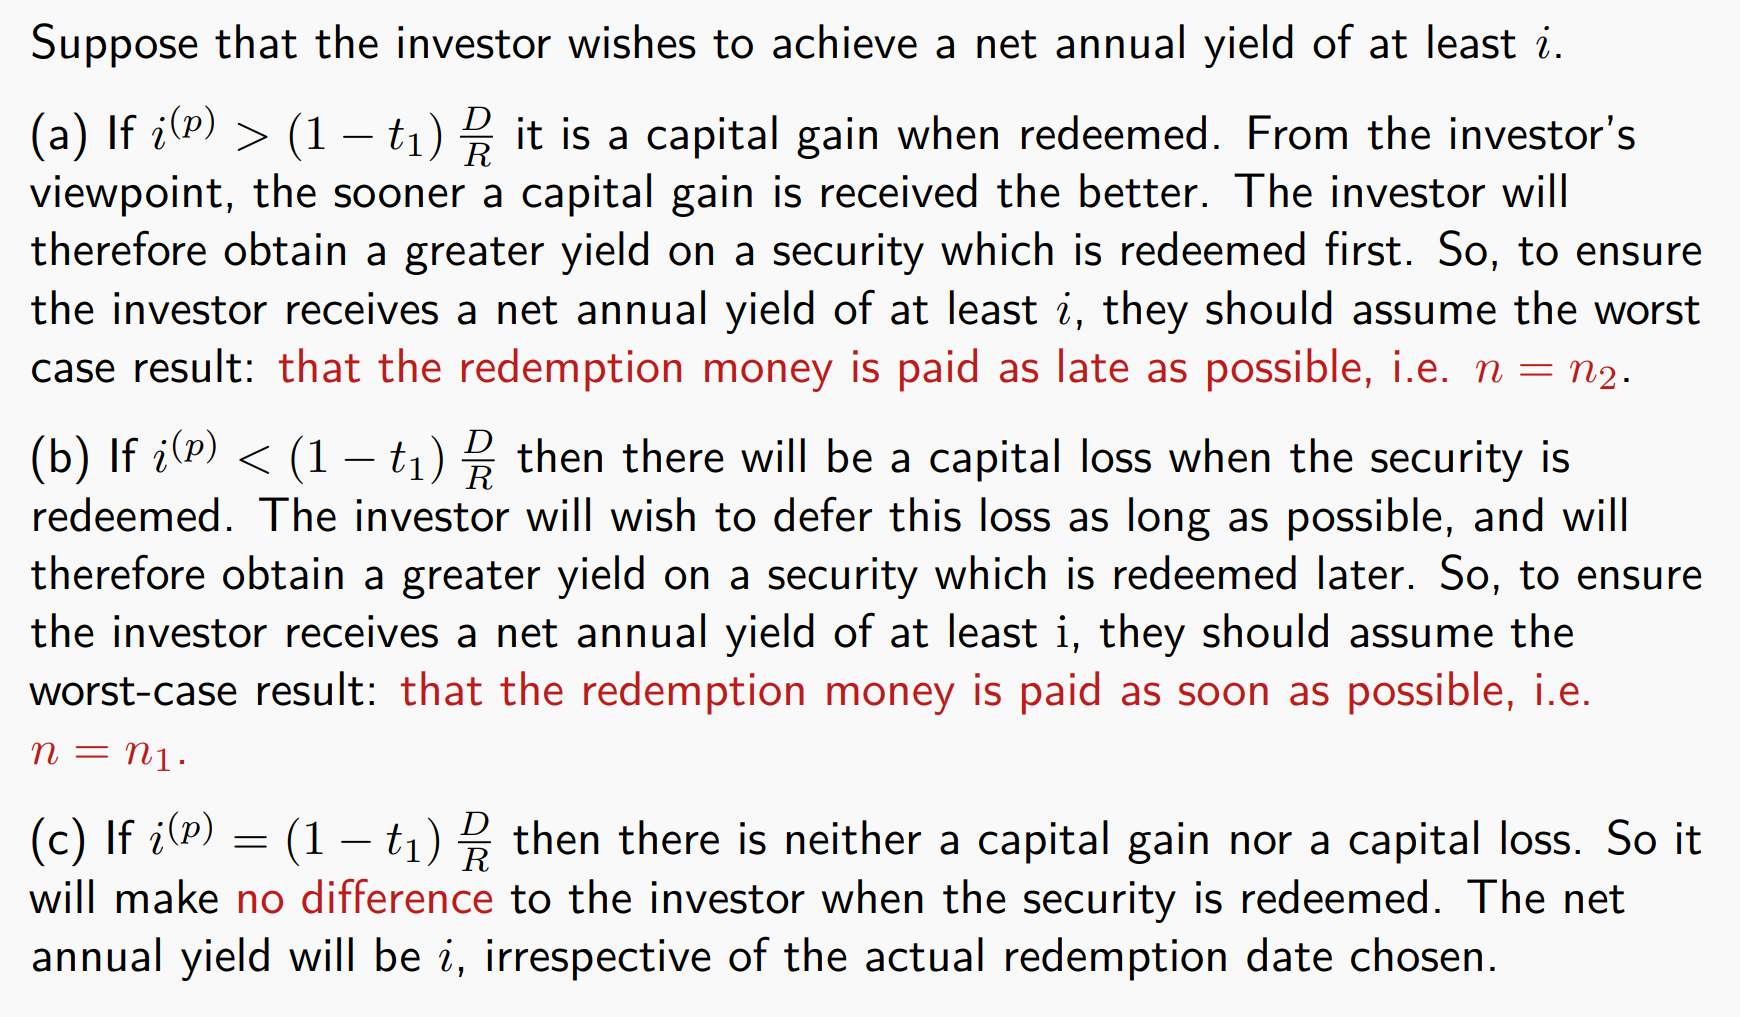 Suppose that the investor wishes to achieve a net annual yield of at least $i$.
(a) If $i^{(p)} > (1 - t_1) \frac{D}{R}$ it is a capital gain when redeemed. From the investor's
viewpoint, the sooner a capital gain is received the better. The investor will
therefore obtain a greater yield on a security which is redeemed first. So, to ensure
the investor receives a net annual yield of at least $i$, they should assume the worst
case result: that the redemption money is paid as late as possible, i.e. $n = n_2$.
(b) If $i^{(p)} < (1 - t_1) \frac{D}{R}$ then there will be a capital loss when the security is
redeemed. The investor will wish to defer this loss as long as possible, and will
therefore obtain a greater yield on a security which is redeemed later. So, to ensure
the investor receives a net annual yield of at least i, they should assume the
worst-case result: that the redemption money is paid as soon as possible, i.e.
$n = n_1$.
(c) If $i^{(p)} = (1 - t_1) \frac{D}{R}$ then there is neither a capital gain nor a capital loss. So it
will make no difference to the investor when the security is redeemed. The net
annual yield will be $i$, irrespective of the actual redemption date chosen.